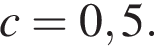 c = 0,5.